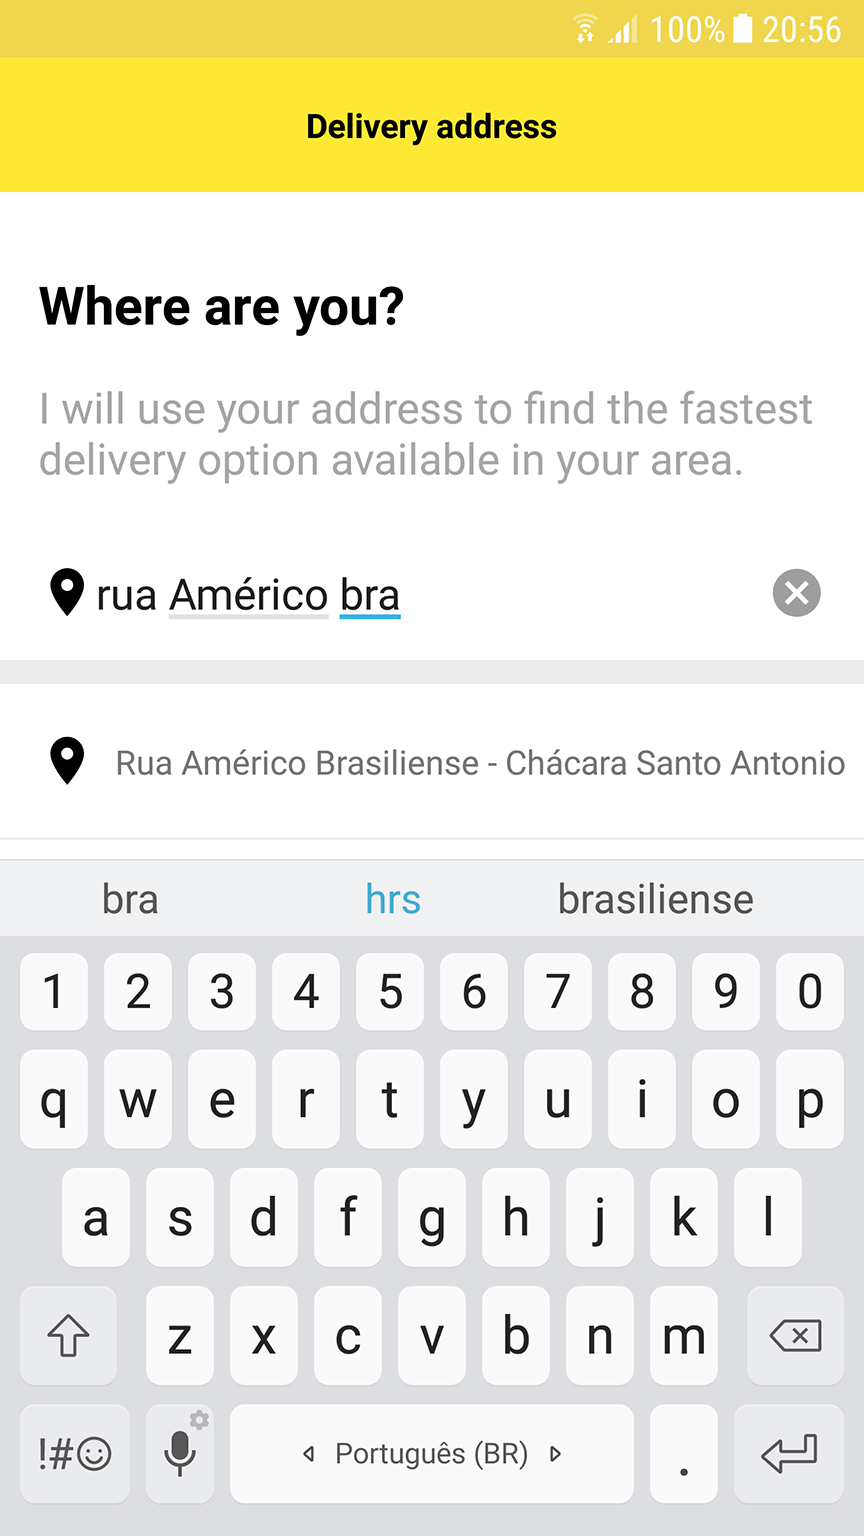 100% 20:56
Delivery address
Where are you?
I will use your address to find the fastest
delivery option available in your area.
rua Américo bra
Rua Américo Brasiliense - Chácara Santo Antonio
bra hrs brasiliense
1 2 3 4 5 6 7 8 9 0
q w e r t y u i o p
a s d f g h j k l
z x c v b n m
!#☺ Português (BR) .